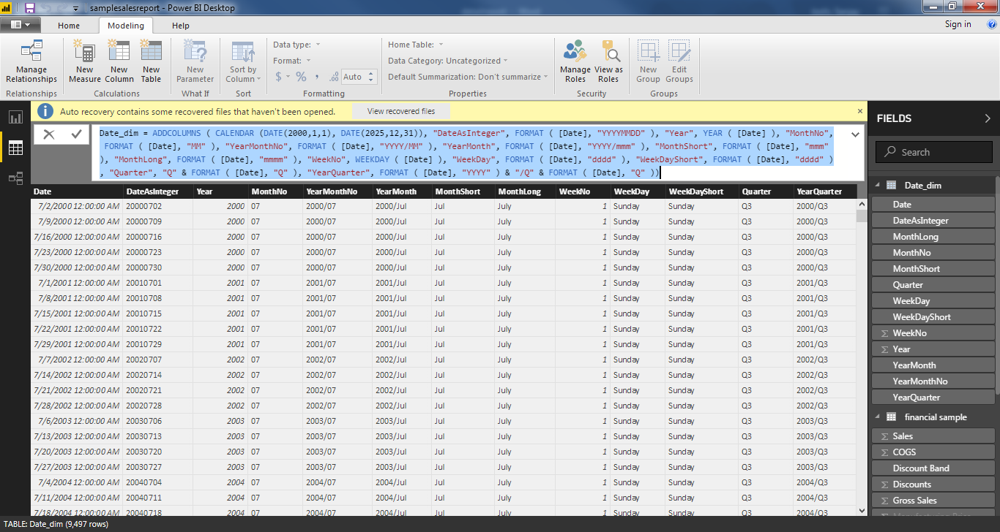 samplesalesreport - Power BI Desktop
Home Modeling Help Sign in
Manage Relationships
New Measure
New Column
New Table
New Parameter
Sort by Column
Data type:
Format:
$ % , .00 Auto
Home Table:
Data Category: Uncategorized
Default Summarization: Don't summarize
Manage Roles
View as Roles
New Group
Edit Groups
Relationships Calculations What If Sort Formatting Properties Security Groups
Auto recovery contains some recovered files that haven't been opened. View recovered files
Date_dim = ADDCOLUMNS ( CALENDAR (DATE(2000,1,1), DATE(2025,12,31)), "DateAsInteger", FORMAT ( [Date], "YYYYMMDD" ), "Year", YEAR ( [Date] ), "MonthNo",
FORMAT ( [Date], "MM" ), "YearMonthNo", FORMAT ( [Date], "YYYY/MM" ), "YearMonth", FORMAT ( [Date], "YYYY/mmm" ), "MonthShort", FORMAT ( [Date], "mmm"
), "MonthLong", FORMAT ( [Date], "mmmm" ), "WeekNo", WEEKDAY ( [Date] ), "WeekDay", FORMAT ( [Date], "dddd" ), "WeekDayShort", FORMAT ( [Date], "dddd" )
, "Quarter", "Q" & FORMAT ( [Date], "Q" ), "YearQuarter", FORMAT ( [Date], "YYYY" ) & "/Q" & FORMAT ( [Date], "Q" ))
Date DateAsInteger Year MonthNo YearMonthNo YearMonth MonthShort MonthLong WeekNo WeekDay WeekDayShort Quarter YearQuarter
7/2/2000 12:00:00 AM 20000702 2000 07 2000/07 2000/Jul Jul July 1 Sunday Sunday Q3 2000/Q3
7/9/2000 12:00:00 AM 20000709 2000 07 2000/07 2000/Jul Jul July 1 Sunday Sunday Q3 2000/Q3
7/16/2000 12:00:00 AM 20000716 2000 07 2000/07 2000/Jul Jul July 1 Sunday Sunday Q3 2000/Q3
7/23/2000 12:00:00 AM 20000723 2000 07 2000/07 2000/Jul Jul July 1 Sunday Sunday Q3 2000/Q3
7/30/2000 12:00:00 AM 20000730 2000 07 2000/07 2000/Jul Jul July 1 Sunday Sunday Q3 2000/Q3
7/1/2001 12:00:00 AM 20010701 2001 07 2001/07 2001/Jul Jul July 1 Sunday Sunday Q3 2001/Q3
7/8/2001 12:00:00 AM 20010708 2001 07 2001/07 2001/Jul Jul July 1 Sunday Sunday Q3 2001/Q3
7/15/2001 12:00:00 AM 20010715 2001 07 2001/07 2001/Jul Jul July 1 Sunday Sunday Q3 2001/Q3
7/22/2001 12:00:00 AM 20010722 2001 07 2001/07 2001/Jul Jul July 1 Sunday Sunday Q3 2001/Q3
7/29/2001 12:00:00 AM 20010729 2001 07 2001/07 2001/Jul Jul July 1 Sunday Sunday Q3 2001/Q3
7/7/2002 12:00:00 AM 20020707 2002 07 2002/07 2002/Jul Jul July 1 Sunday Sunday Q3 2002/Q3
7/14/2002 12:00:00 AM 20020714 2002 07 2002/07 2002/Jul Jul July 1 Sunday Sunday Q3 2002/Q3
7/21/2002 12:00:00 AM 20020721 2002 07 2002/07 2002/Jul Jul July 1 Sunday Sunday Q3 2002/Q3
7/28/2002 12:00:00 AM 20020728 2002 07 2002/07 2002/Jul Jul July 1 Sunday Sunday Q3 2002/Q3
7/6/2003 12:00:00 AM 20030706 2003 07 2003/07 2003/Jul Jul July 1 Sunday Sunday Q3 2003/Q3
7/13/2003 12:00:00 AM 20030713 2003 07 2003/07 2003/Jul Jul July 1 Sunday Sunday Q3 2003/Q3
7/20/2003 12:00:00 AM 20030720 2003 07 2003/07 2003/Jul Jul July 1 Sunday Sunday Q3 2003/Q3
7/27/2003 12:00:00 AM 20030727 2003 07 2003/07 2003/Jul Jul July 1 Sunday Sunday Q3 2003/Q3
7/4/2004 12:00:00 AM 20040704 2004 07 2004/07 2004/Jul Jul July 1 Sunday Sunday Q3 2004/Q3
7/11/2004 12:00:00 AM 20040711 2004 07 2004/07 2004/Jul Jul July 1 Sunday Sunday Q3 2004/Q3
7/18/2004 12:00:00 AM 20040718 2004 07 2004/07 2004/Jul Jul July 1 Sunday Sunday Q3 2004/Q3
FIELDS
Search
Date_dim
Date
DateAsInteger
MonthLong
MonthNo
MonthShort
Quarter
WeekDay
WeekDayShort
Σ WeekNo
Σ Year
YearMonth
YearMonthNo
YearQuarter
financial sample
Σ Sales
Σ COGS
Discount Band
Σ Discounts
Σ Gross Sales
TABLE: Date_dim (9,497 rows)